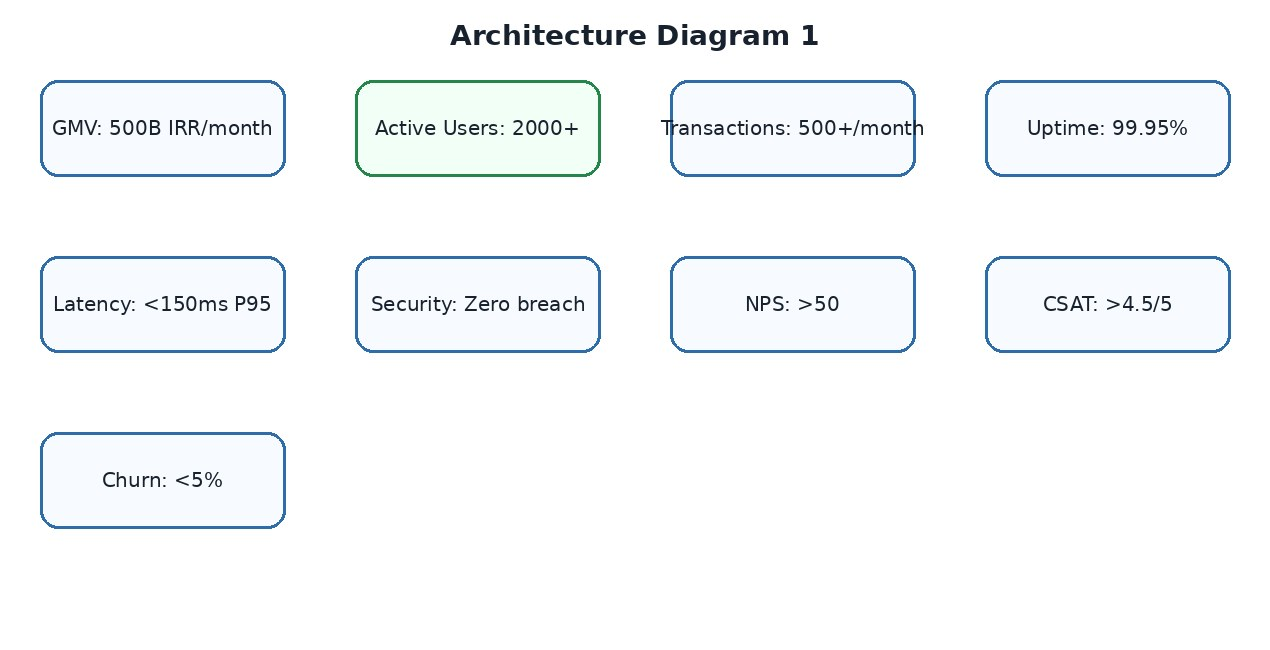 Architecture Diagram 1
GMV: 500B IRR/month
Active Users: 2000+
Transactions: 500+/month
Uptime: 99.95%
Latency: <150ms P95
Security: Zero breach
NPS: >50
CSAT: >4.5/5
Churn: <5%